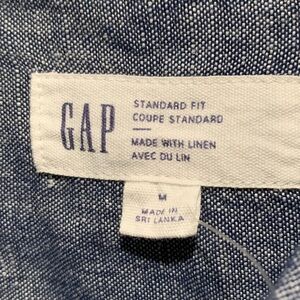 GAP
STANDARD FIT
COUPE STANDARD
MADE WITH LINEN
AVEC DU LIN
M
MADE IN
SRI LANKA